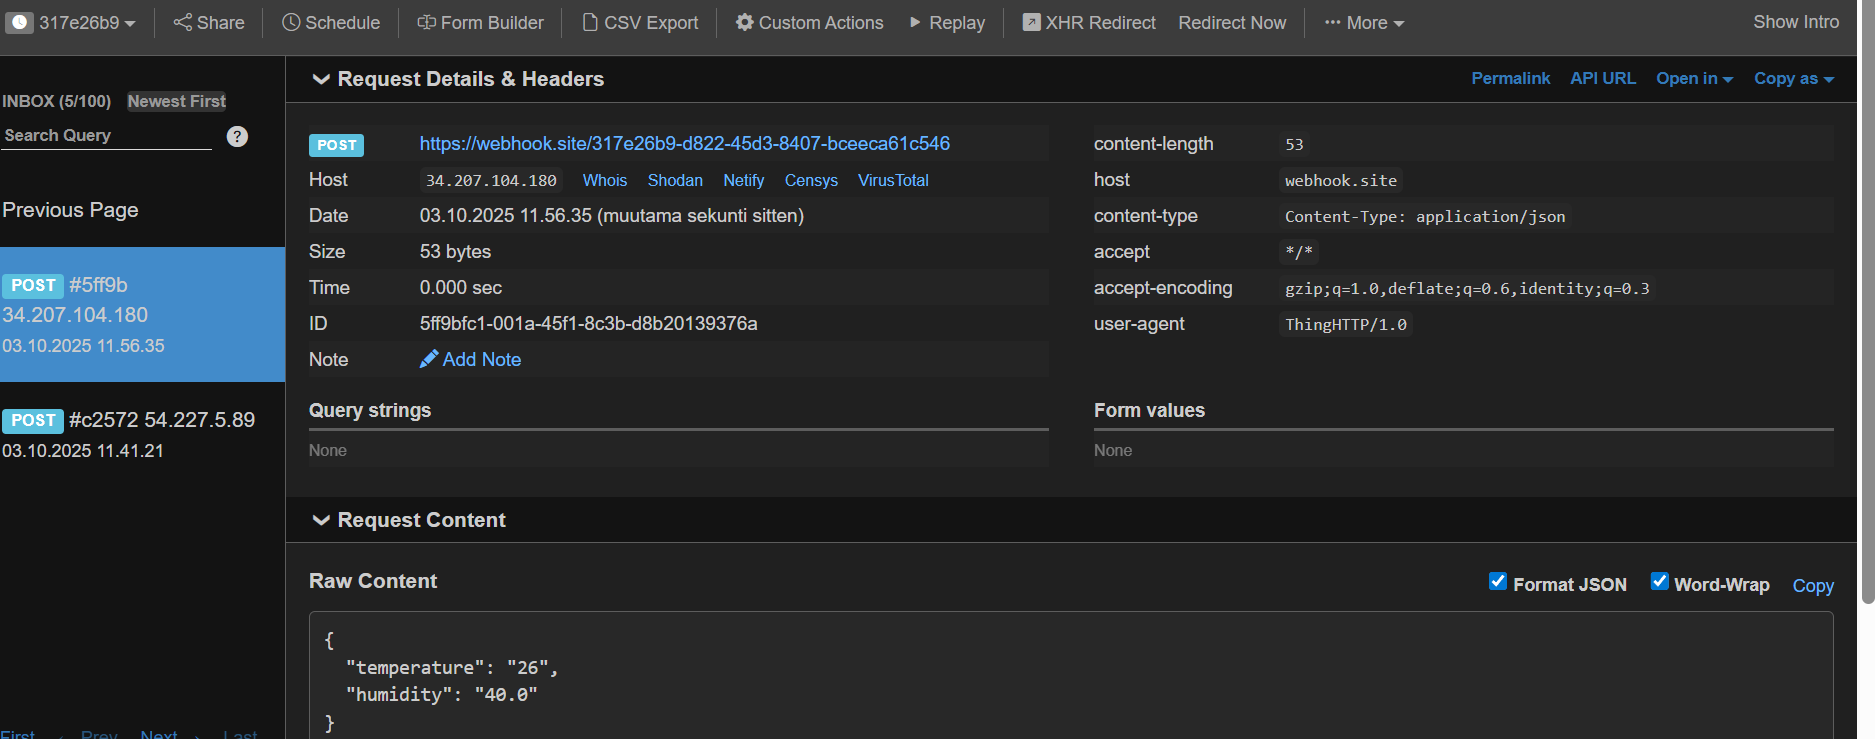 317e26b9 Share Schedule Form Builder CSV Export Custom Actions Replay XHR Redirect Redirect Now ··· More Show Intro
INBOX (5/100) Newest First
Search Query ?
Previous Page
POST #5ff9b
34.207.104.180
03.10.2025 11.56.35
POST #c2572 54.227.5.89
03.10.2025 11.41.21
First Prev Next Last
Request Details & Headers Permalink API URL Open in Copy as
POST https://webhook.site/317e26b9-d822-45d3-8407-bceeca61c546
Host 34.207.104.180 Whois Shodan Netify Censys VirusTotal
Date 03.10.2025 11.56.35 (muutama sekunti sitten)
Size 53 bytes
Time 0.000 sec
ID 5ff9bfc1-001a-45f1-8c3b-d8b20139376a
Note Add Note
content-length 53
host webhook.site
content-type Content-Type: application/json
accept */*
accept-encoding gzip;q=1.0,deflate;q=0.6,identity;q=0.3
user-agent ThingHTTP/1.0
Query strings
None
Form values
None
Request Content
Raw Content Format JSON Word-Wrap Copy
{
"temperature": "26",
"humidity": "40.0"
}